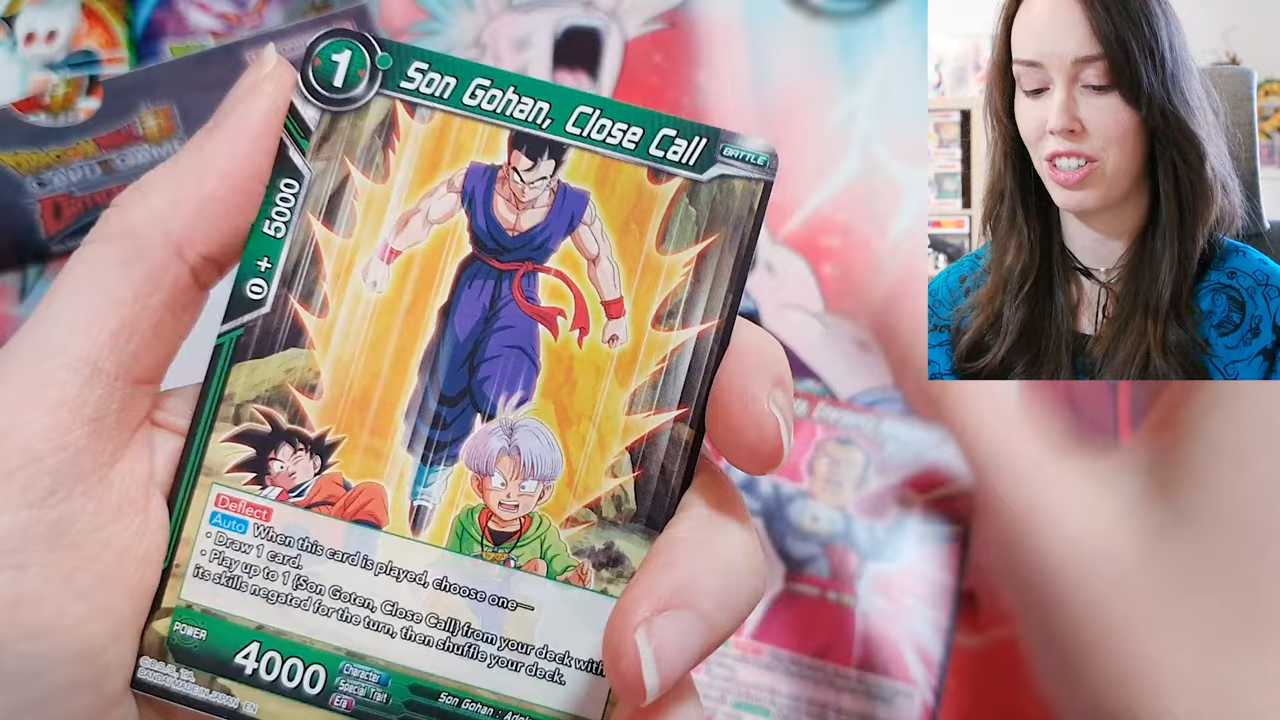 1
Son Gohan, Close Call
BATTLE
0 + 5000
Deflect
Auto When this card is played, choose one—
• Draw 1 card.
• Play up to 1 {Son Goten, Close Call} from your deck with
its skills negated for the turn, then shuffle your deck.
POWER
4000
Character
Special Trait
Era
Son Gohan : Adol
BANDAI MADE IN JAPAN EN